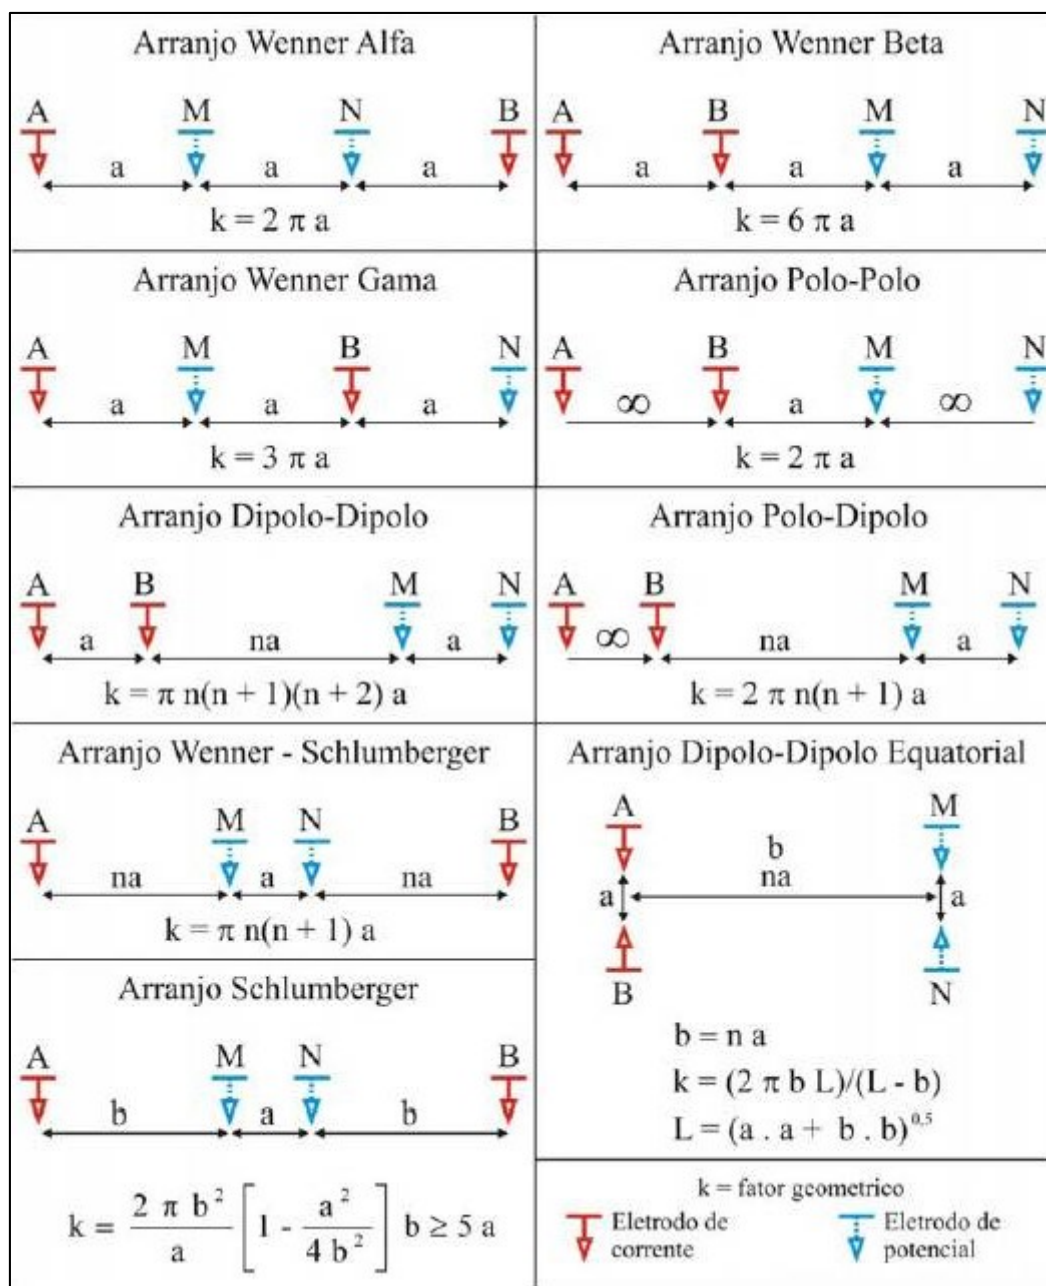 Arranjo Wenner Alfa
A M N B
a a a
k = 2 π a
Arranjo Wenner Beta
A B M N
a a a
k = 6 π a
Arranjo Wenner Gama
A M B N
a a a
k = 3 π a
Arranjo Polo-Polo
A B M N
∞ a ∞
k = 2 π a
Arranjo Dipolo-Dipolo
A B M N
a na a
k = π n(n + 1)(n + 2) a
Arranjo Polo-Dipolo
A B M N
∞ na a
k = 2 π n(n + 1) a
Arranjo Wenner - Schlumberger
A M N B
na a na
k = π n(n + 1) a
Arranjo Dipolo-Dipolo Equatorial
A M
b
na
a a
B N
b = n a
k = (2 π b L)/(L - b)
L = (a . a + b . b)^0,5
Arranjo Schlumberger
A M N B
b a b
k = 2 π b² / a [ 1 - a² / 4 b² ] b ≥ 5 a
k = fator geometrico
Eletrodo de
corrente
Eletrodo de
potencial